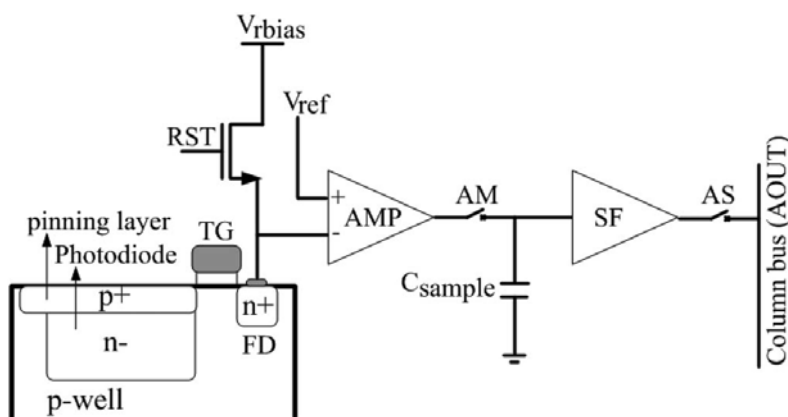 Vrbias
Vref
RST
+
AMP
-
AM
SF
AS
Column bus (AOUT)
pinning layer
TG
Photodiode
Csample
p+
n+
n-
FD
p-well